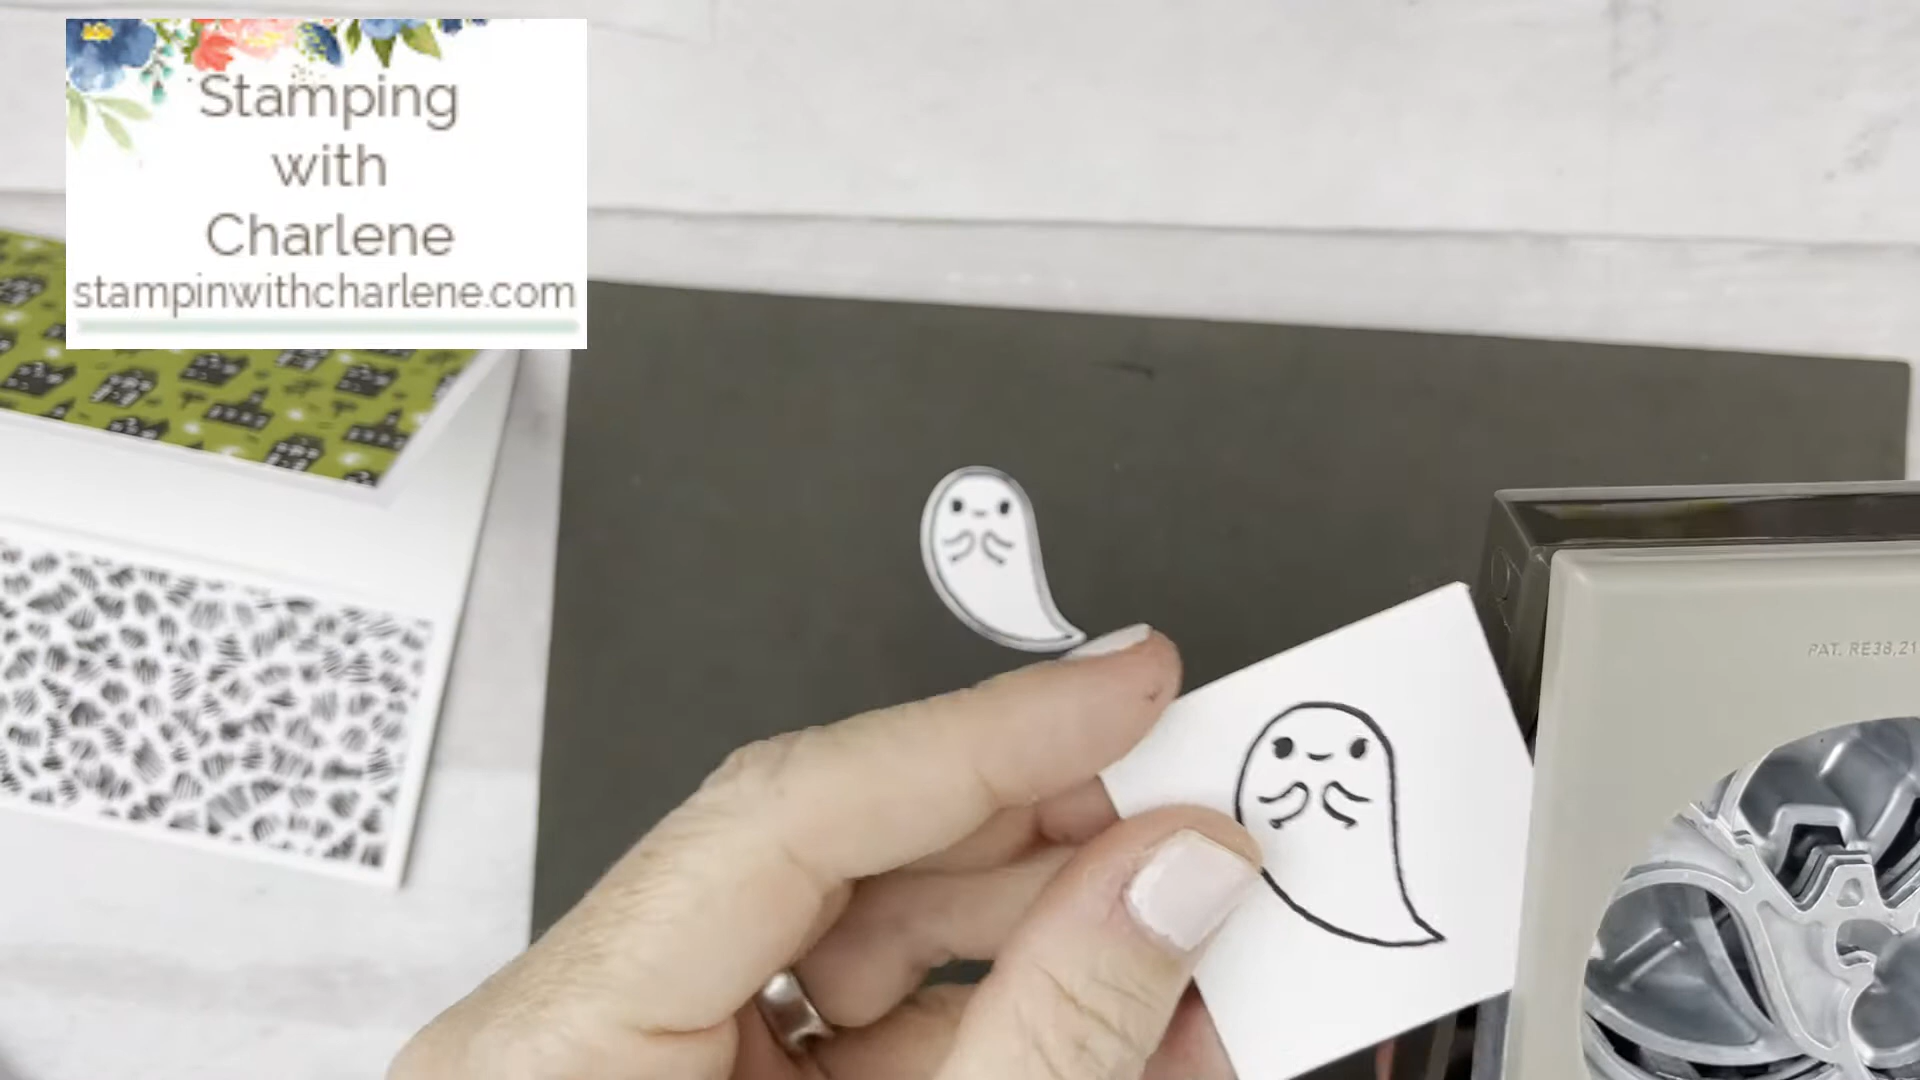 Stamping
with
Charlene
stampinwithcharlene.com
PAT. RE38,21